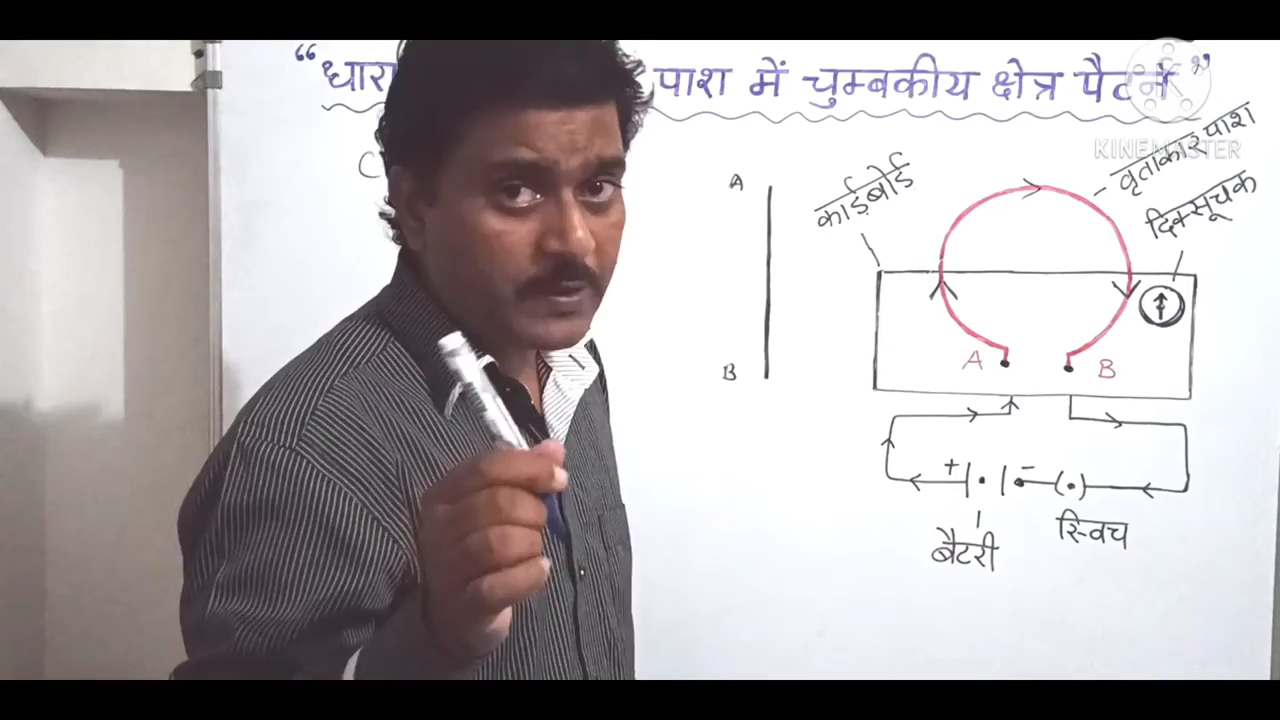 “धारा पाश में चुम्बकीय क्षेत्र पैटर्न”
KINEMASTER
C
A
B
कार्डबोर्ड
वृताकार पाश
दिक्सूचक
A B
+ -
बैटरी
स्विच